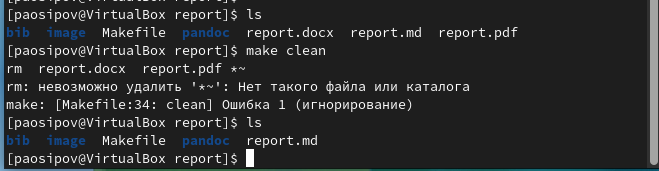 [paosipov@VirtualBox report]$ ls
bib image Makefile pandoc report.docx report.md report.pdf
[paosipov@VirtualBox report]$ make clean
rm report.docx report.pdf *~
rm: невозможно удалить '*~': Нет такого файла или каталога
make: [Makefile:34: clean] Ошибка 1 (игнорирование)
[paosipov@VirtualBox report]$ ls
bib image Makefile pandoc report.md
[paosipov@VirtualBox report]$